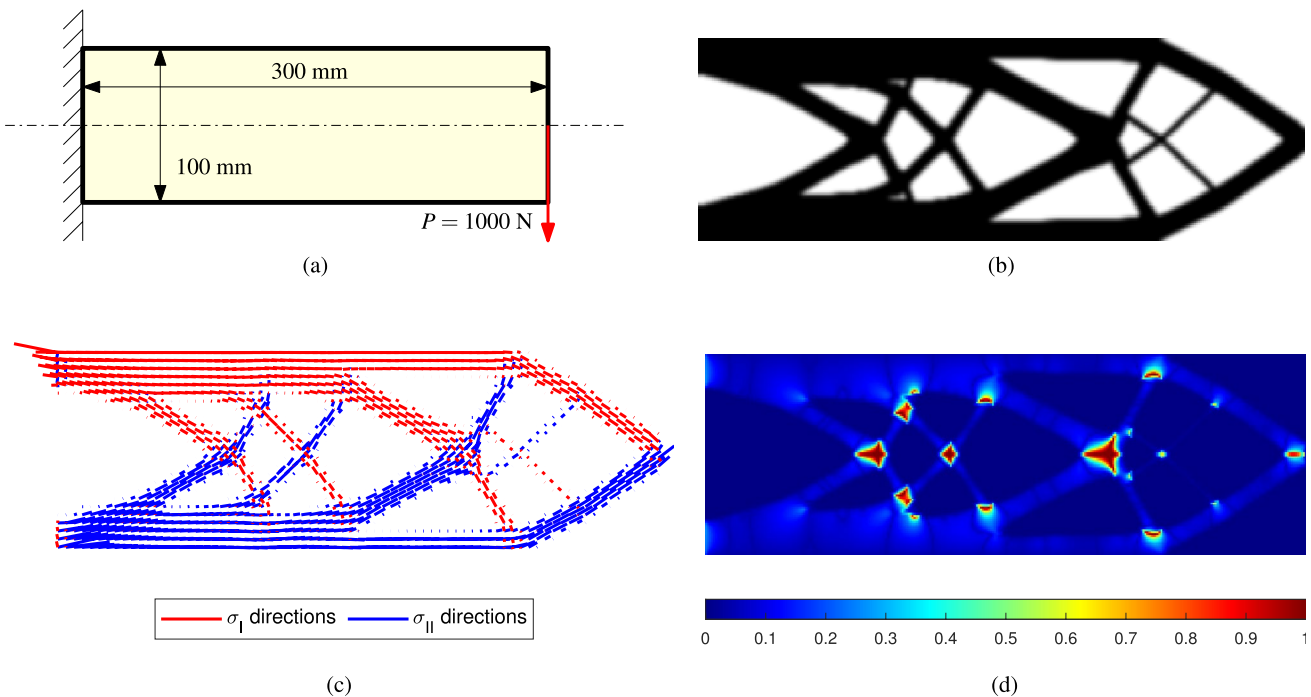 300 mm
100 mm
P = 1000 N
(a)
(b)
σI directions
σII directions
(c)
0 0.1 0.2 0.3 0.4 0.5 0.6 0.7 0.8 0.9 1
(d)